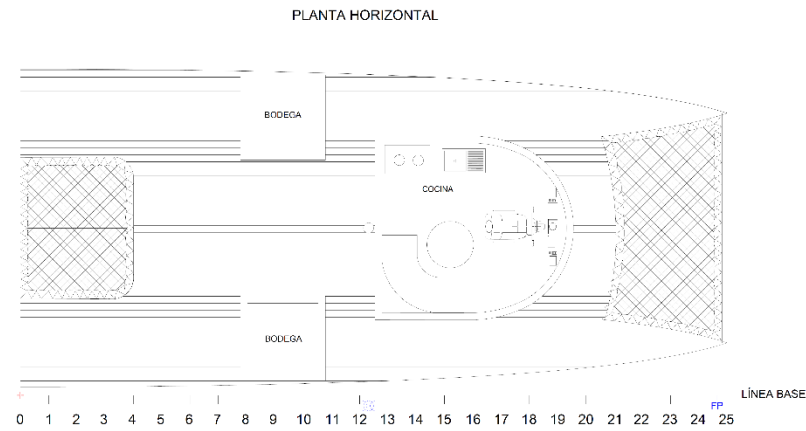 PLANTA HORIZONTAL
BODEGA
COCINA
BODEGA
LÍNEA BASE
FP
0 1 2 3 4 5 6 7 8 9 10 11 12 13 14 15 16 17 18 19 20 21 22 23 24 25